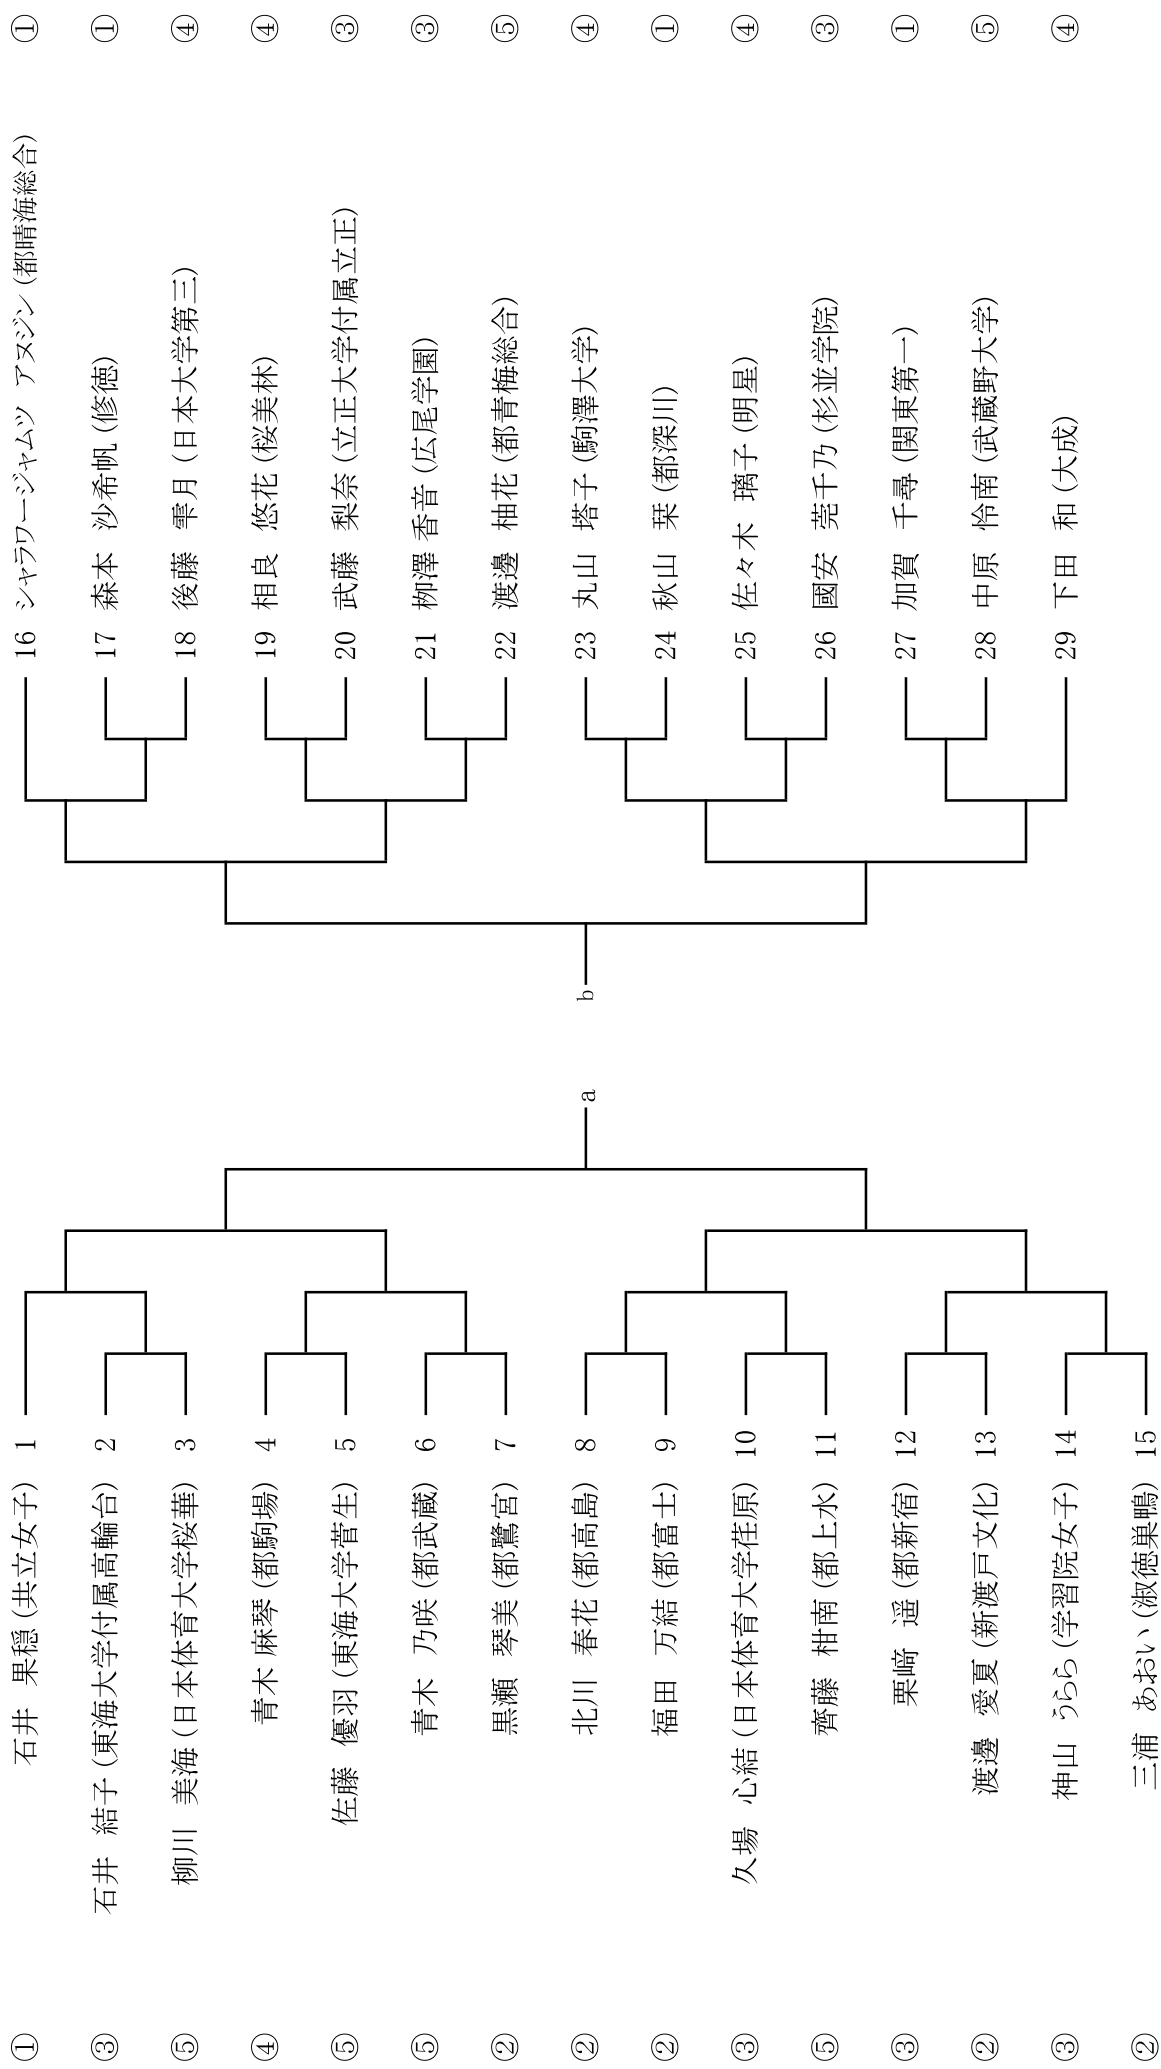 ① 石井 果穏 (共立女子) 1
③ 石井 結子 (東海大学付属高輪台) 2
⑤ 柳川 美海 (日本体育大学桜華) 3
④ 青木 麻琴 (都駒場) 4
⑤ 佐藤 優羽 (東海大学菅生) 5
⑤ 青木 乃咲 (都武蔵) 6
② 黒瀬 琴美 (都鷺宮) 7
② 北川 春花 (都高島) 8
② 福田 万結 (都富士) 9
③ 久場 心結 (日本体育大学荏原) 10
⑤ 齊藤 柑南 (都上水) 11
③ 栗﨑 遥 (都新宿) 12
② 渡邊 愛夏 (新渡戸文化) 13
③ 神山 うらら (学習院女子) 14
② 三浦 あおい (淑徳巣鴨) 15
a
b
16 シャラワージャムツ アヌジン (都晴海総合) ①
17 森本 沙希帆 (修徳) ①
18 後藤 雫月 (日本大学第三) ④
19 相良 悠花 (桜美林) ④
20 武藤 梨奈 (立正大学付属立正) ③
21 栁澤 香音 (広尾学園) ③
22 渡邊 柚花 (都青梅総合) ⑤
23 丸山 塔子 (駒澤大学) ④
24 秋山 栞 (都深川) ①
25 佐々木 璃子 (明星) ④
26 國安 莞千乃 (杉並学院) ③
27 加賀 千尋 (関東第一) ①
28 中原 怜南 (武蔵野大学) ⑤
29 下田 和 (大成) ④